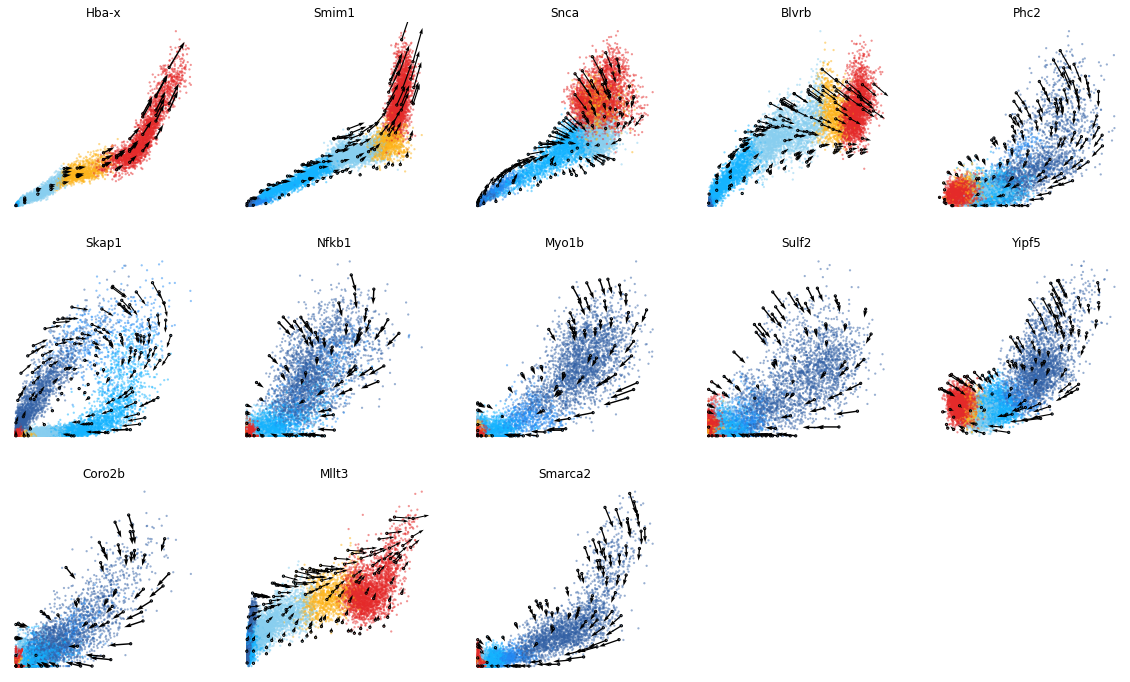 Hba-x
Smim1
Snca
Blvrb
Phc2
Skap1
Nfkb1
Myo1b
Sulf2
Yipf5
Coro2b
Mllt3
Smarca2